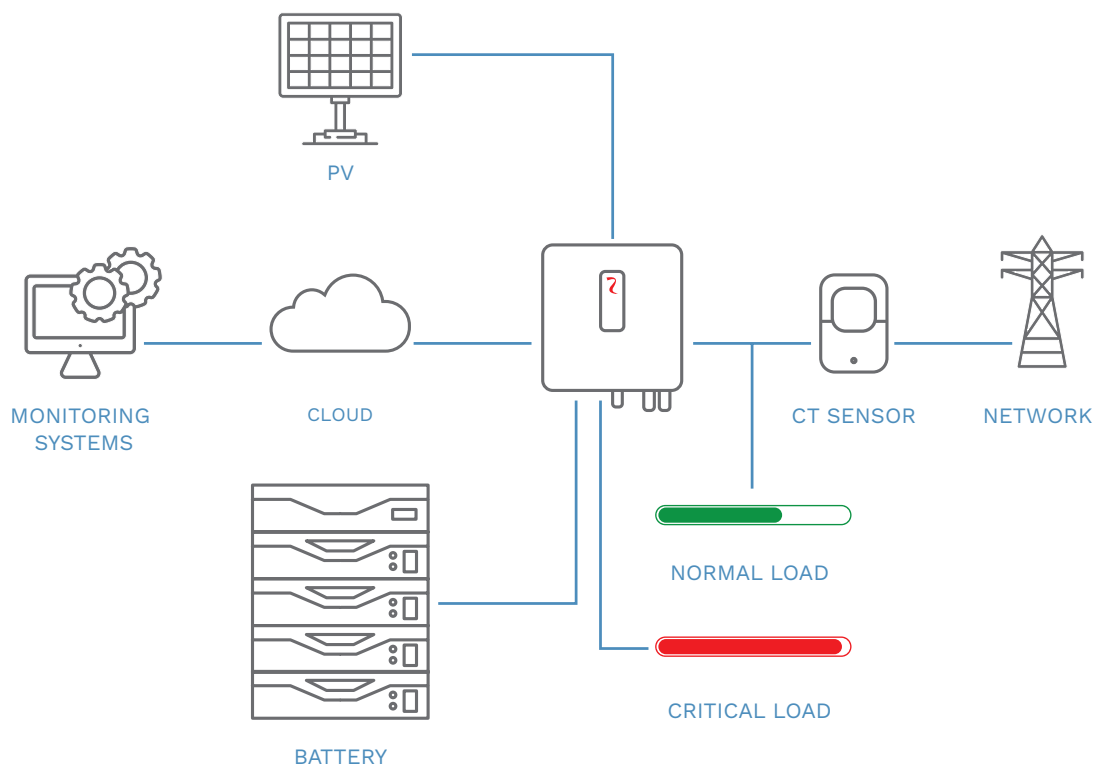 PV
MONITORING
SYSTEMS
CLOUD
CT SENSOR
NETWORK
NORMAL LOAD
CRITICAL LOAD
BATTERY